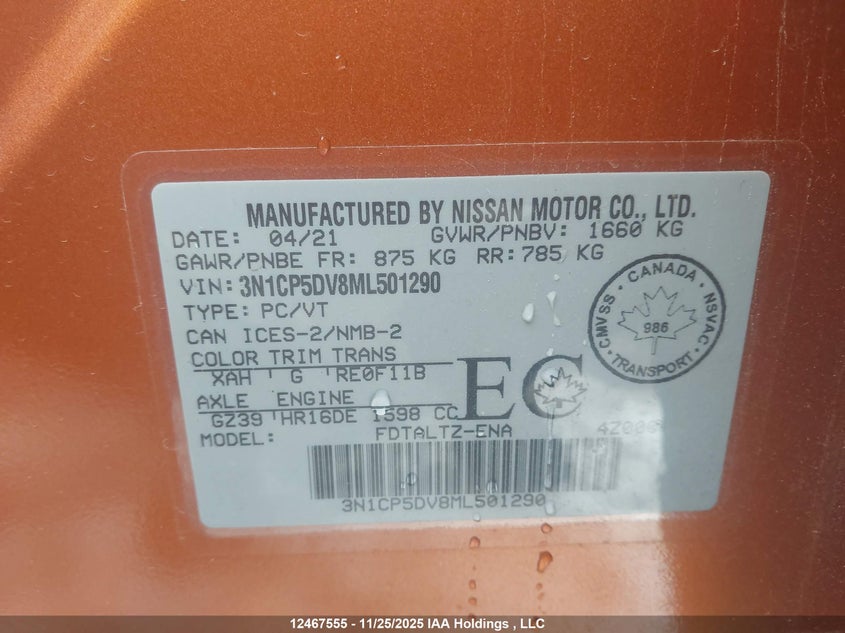 MANUFACTURED BY NISSAN MOTOR CO., LTD.
DATE: 04/21 GVWR/PNBV: 1660 KG
GAWR/PNBE FR: 875 KG RR: 785 KG
VIN: 3N1CP5DV8ML501290
TYPE: PC/VT
CAN ICES-2/NMB-2
COLOR TRIM TRANS
XAH G RE0F11B
AXLE ENGINE
GZ39 HR16DE 1598 CC
EC
MODEL: FDTALTZ-ENA
3N1CP5DV8ML501290
CANADA
CMVSS
NSVAC
986
TRANSPORT
12467555 - 11/25/2025 IAA Holdings , LLC